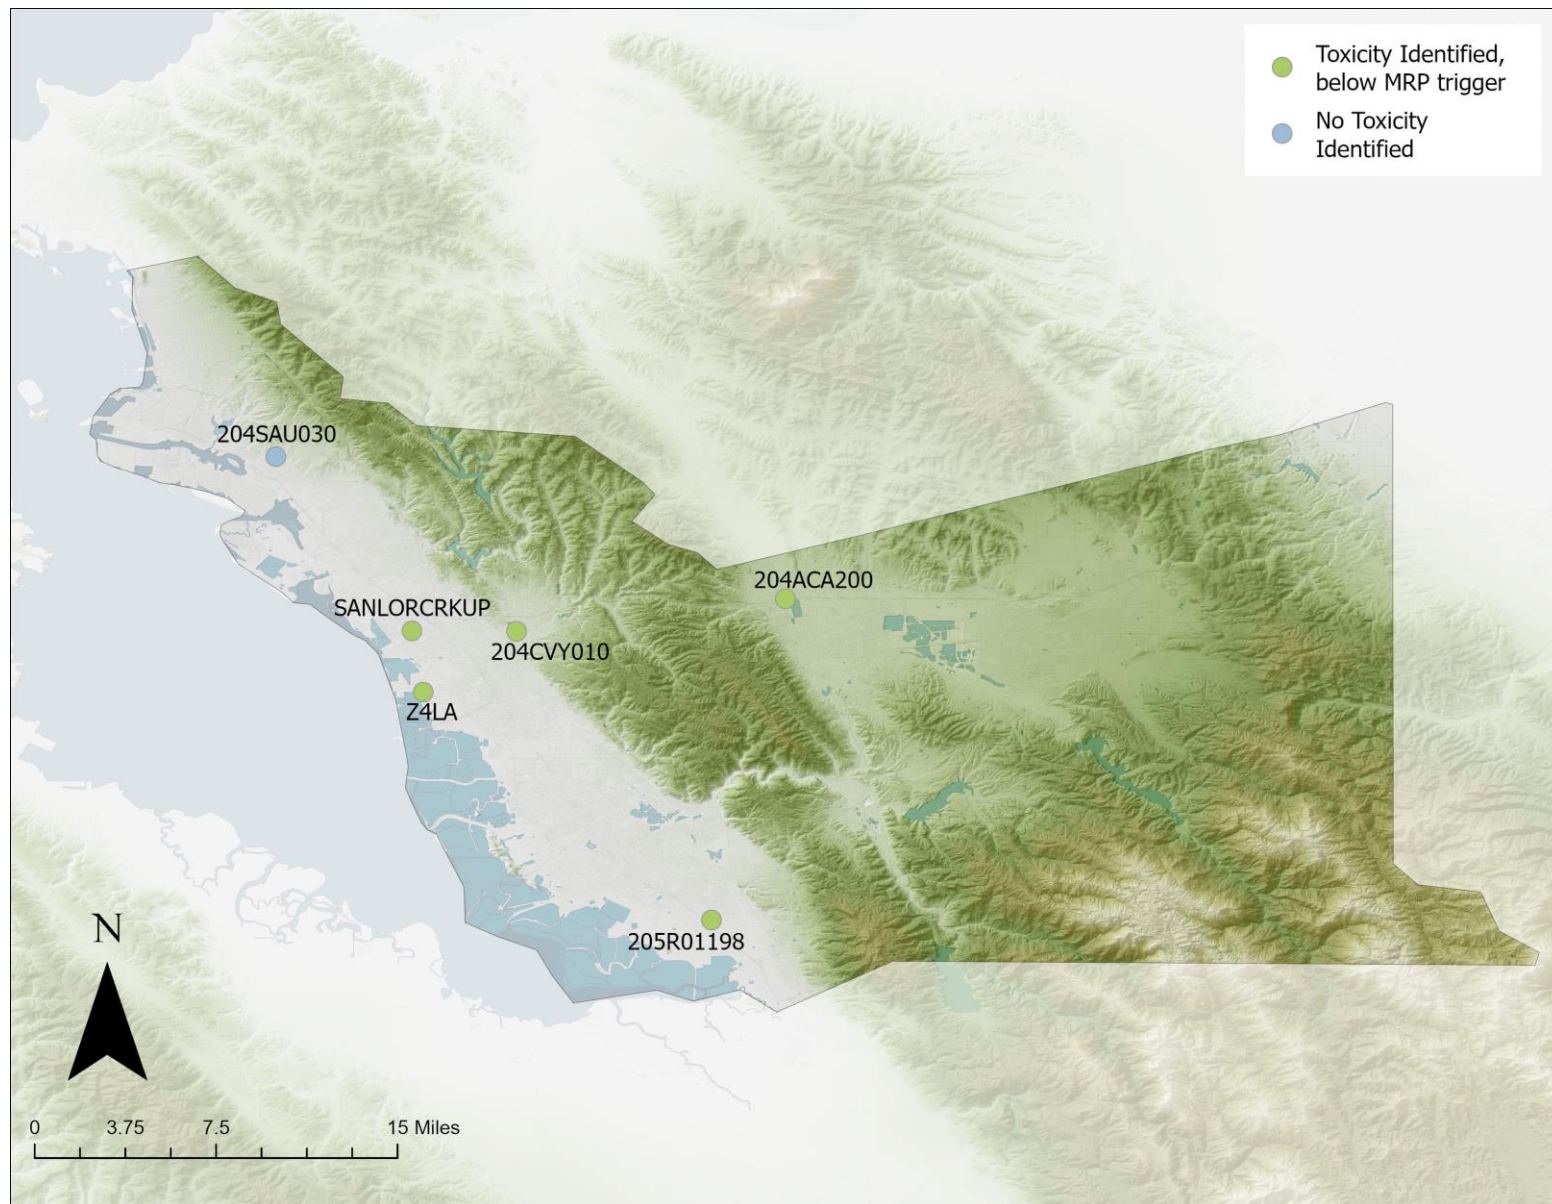 Toxicity Identified,
below MRP trigger
No Toxicity
Identified
204SAU030
204ACA200
SANLORCRKUP
204CVY010
Z4LA
205R01198
N
0 3.75 7.5 15 Miles